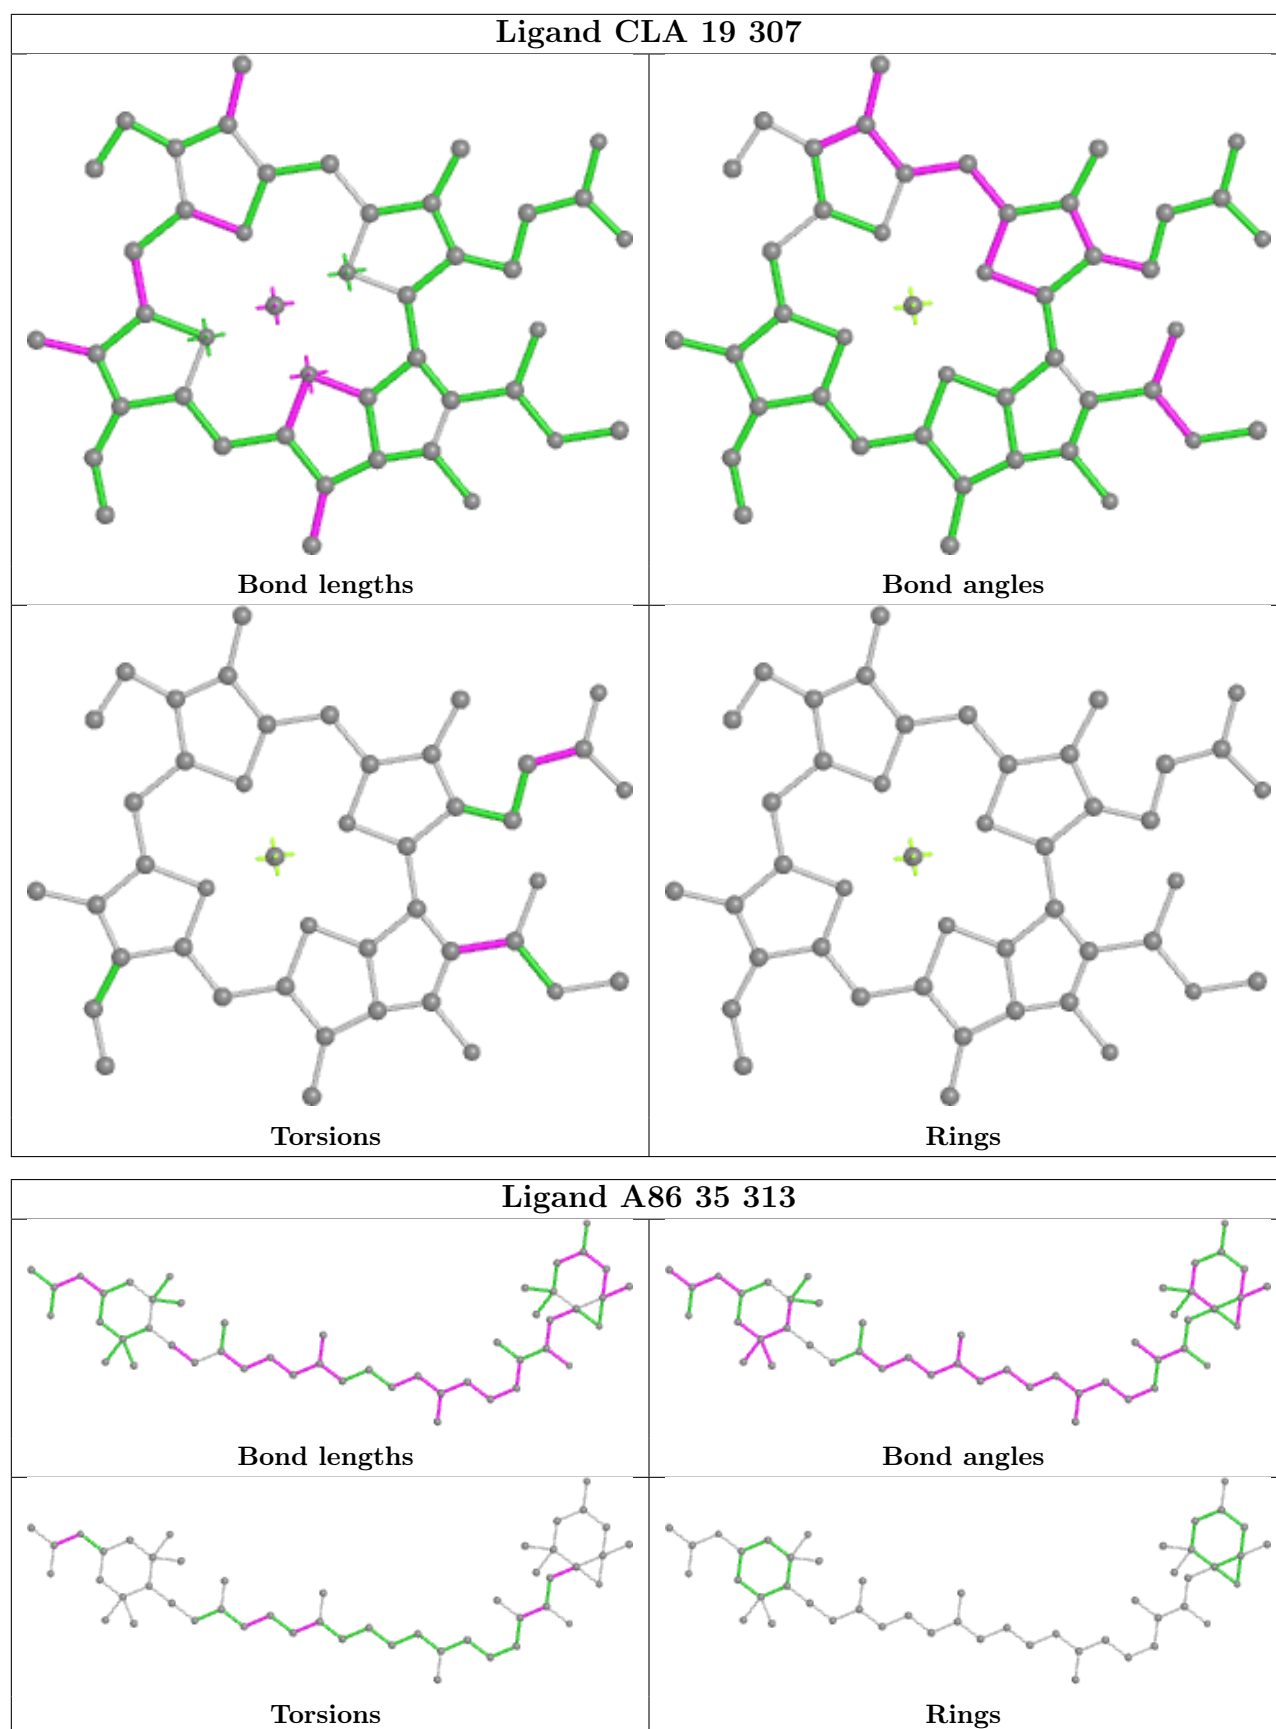 Ligand CLA 19 307
Bond lengths
Bond angles
Torsions
Rings
Ligand A86 35 313
Bond lengths
Bond angles
Torsions
Rings